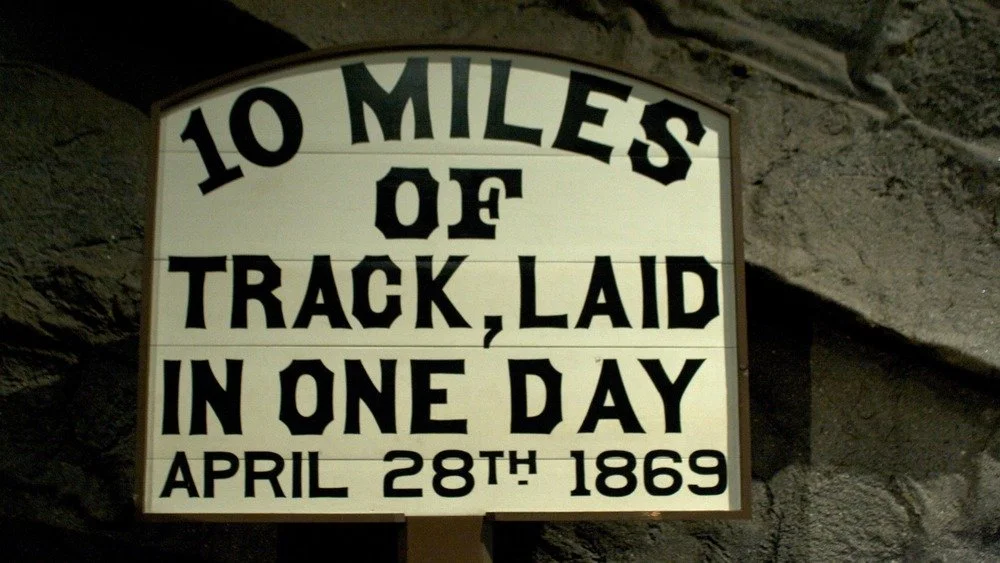 10 MILES
OF
TRACK, LAID
IN ONE DAY
APRIL 28TH 1869